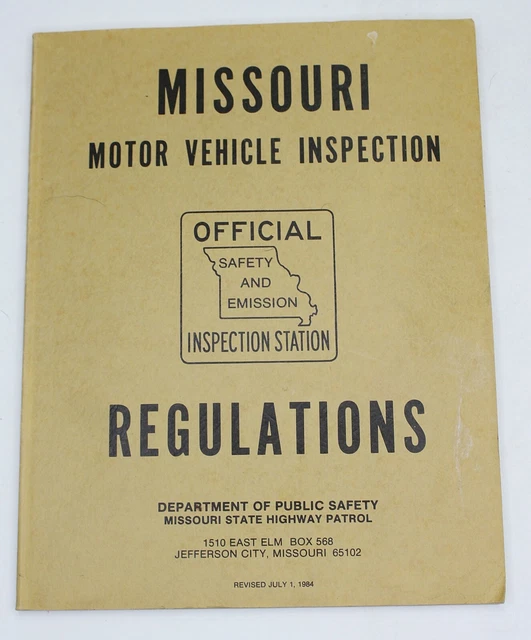 MISSOURI
MOTOR VEHICLE INSPECTION
OFFICIAL
SAFETY
AND
EMISSION
INSPECTION STATION
REGULATIONS
DEPARTMENT OF PUBLIC SAFETY
MISSOURI STATE HIGHWAY PATROL
1510 EAST ELM BOX 568
JEFFERSON CITY, MISSOURI 65102
REVISED JULY 1, 1984